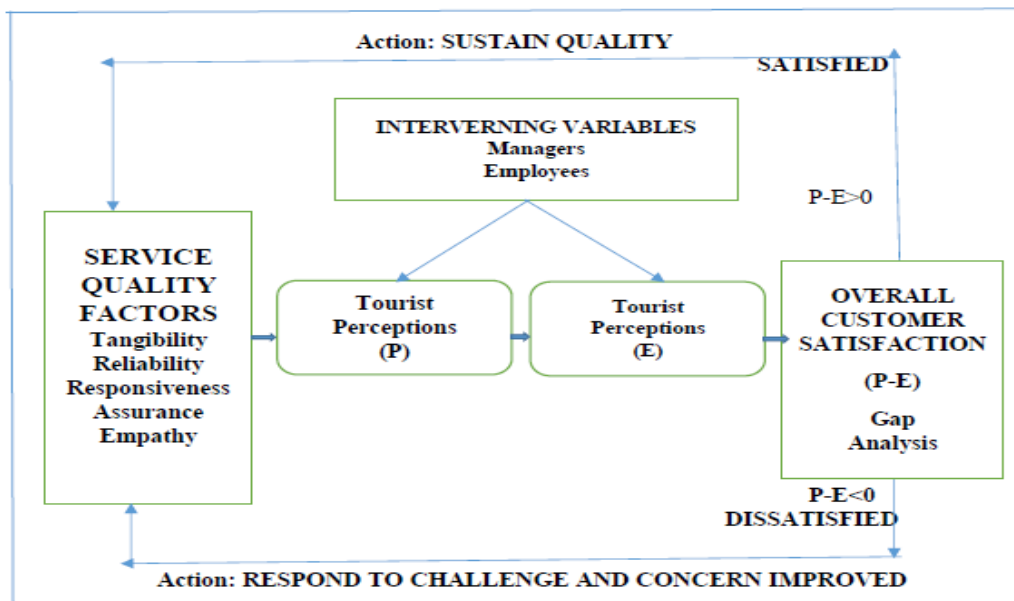 Action: SUSTAIN QUALITY
SATISFIED
INTERVERNING VARIABLES
Managers
Employees
P-E>0
SERVICE
QUALITY
FACTORS
Tangibility
Reliability
Responsiveness
Assurance
Empathy
Tourist
Perceptions
(P)
Tourist
Perceptions
(E)
OVERALL
CUSTOMER
SATISFACTION
(P-E)
Gap
Analysis
P-E<0
DISSATISFIED
Action: RESPOND TO CHALLENGE AND CONCERN IMPROVED